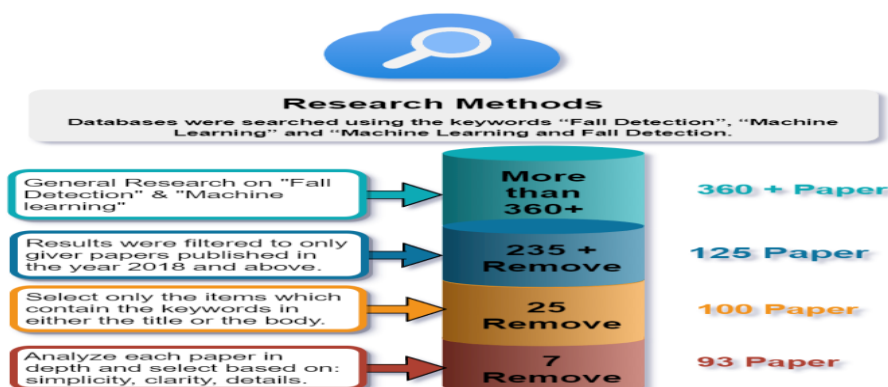 Research Methods
Databases were searched using the keywords “Fall Detection”, “Machine
Learning” and “Machine Learning and Fall Detection.
General Research on "Fall
Detection" & "Machine
learning"
More
than
360+
360 + Paper
Results were filtered to only
giver papers published in
the year 2018 and above.
235 +
Remove
125 Paper
Select only the items which
contain the keywords in
either the title or the body.
25
Remove
100 Paper
Analyze each paper in
depth and select based on:
simplicity, clarity, details.
7
Remove
93 Paper